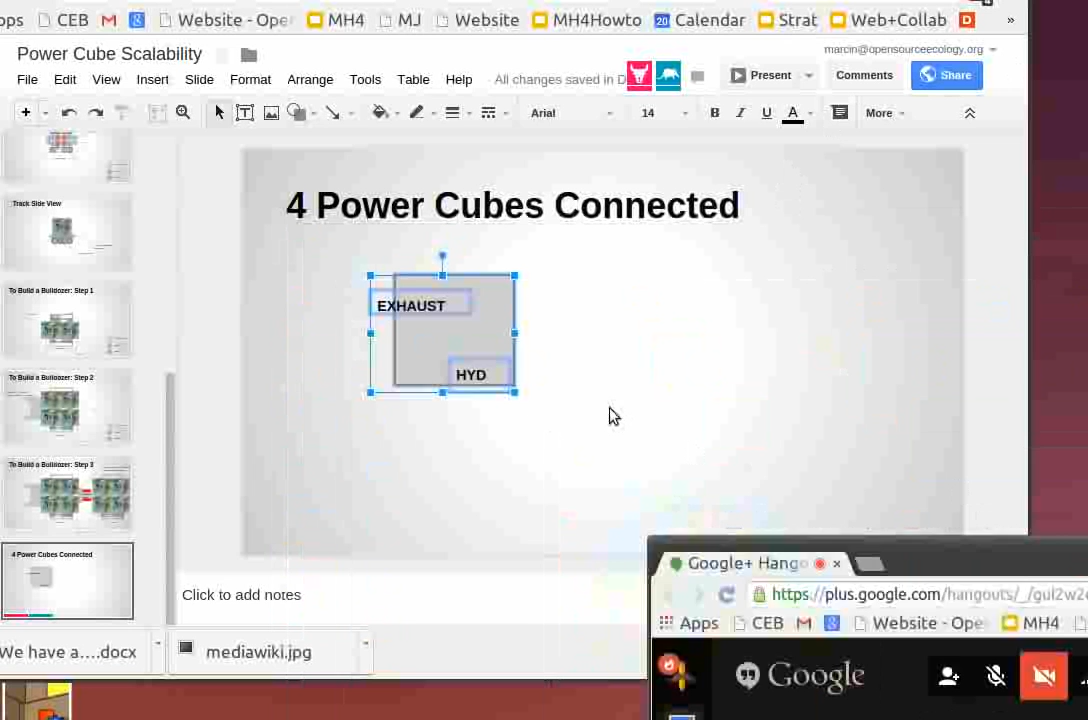 ops CEB Website - Ope MH4 MJ Website MH4Howto 20 Calendar Strat Web+Collab D »
Power Cube Scalability
marcin@opensourceecology.org
File Edit View Insert Slide Format Arrange Tools Table Help All changes saved in D
Present Comments Share
Arial 14 B I U A More
4 Power Cubes Connected
EXHAUST
HYD
Track Side View
To Build a Bulldozer: Step 1
To Build a Bulldozer: Step 2
To Build a Bulldozer: Step 3
4 Power Cubes Connected
Click to add notes
We have a....docx mediawiki.jpg
Google+ Hango ×
https://plus.google.com/hangouts/_/gul2w2
Apps CEB Website - Ope MH4
Google